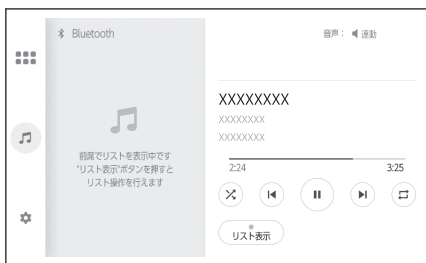 Bluetooth
音声： 連動
前席でリストを表示中です
"リスト表示"ボタンを押すと
リスト操作を行えます
XXXXXXXX
XXXXXXXX
XXXXXXXX
2:24 3:25
リスト表示